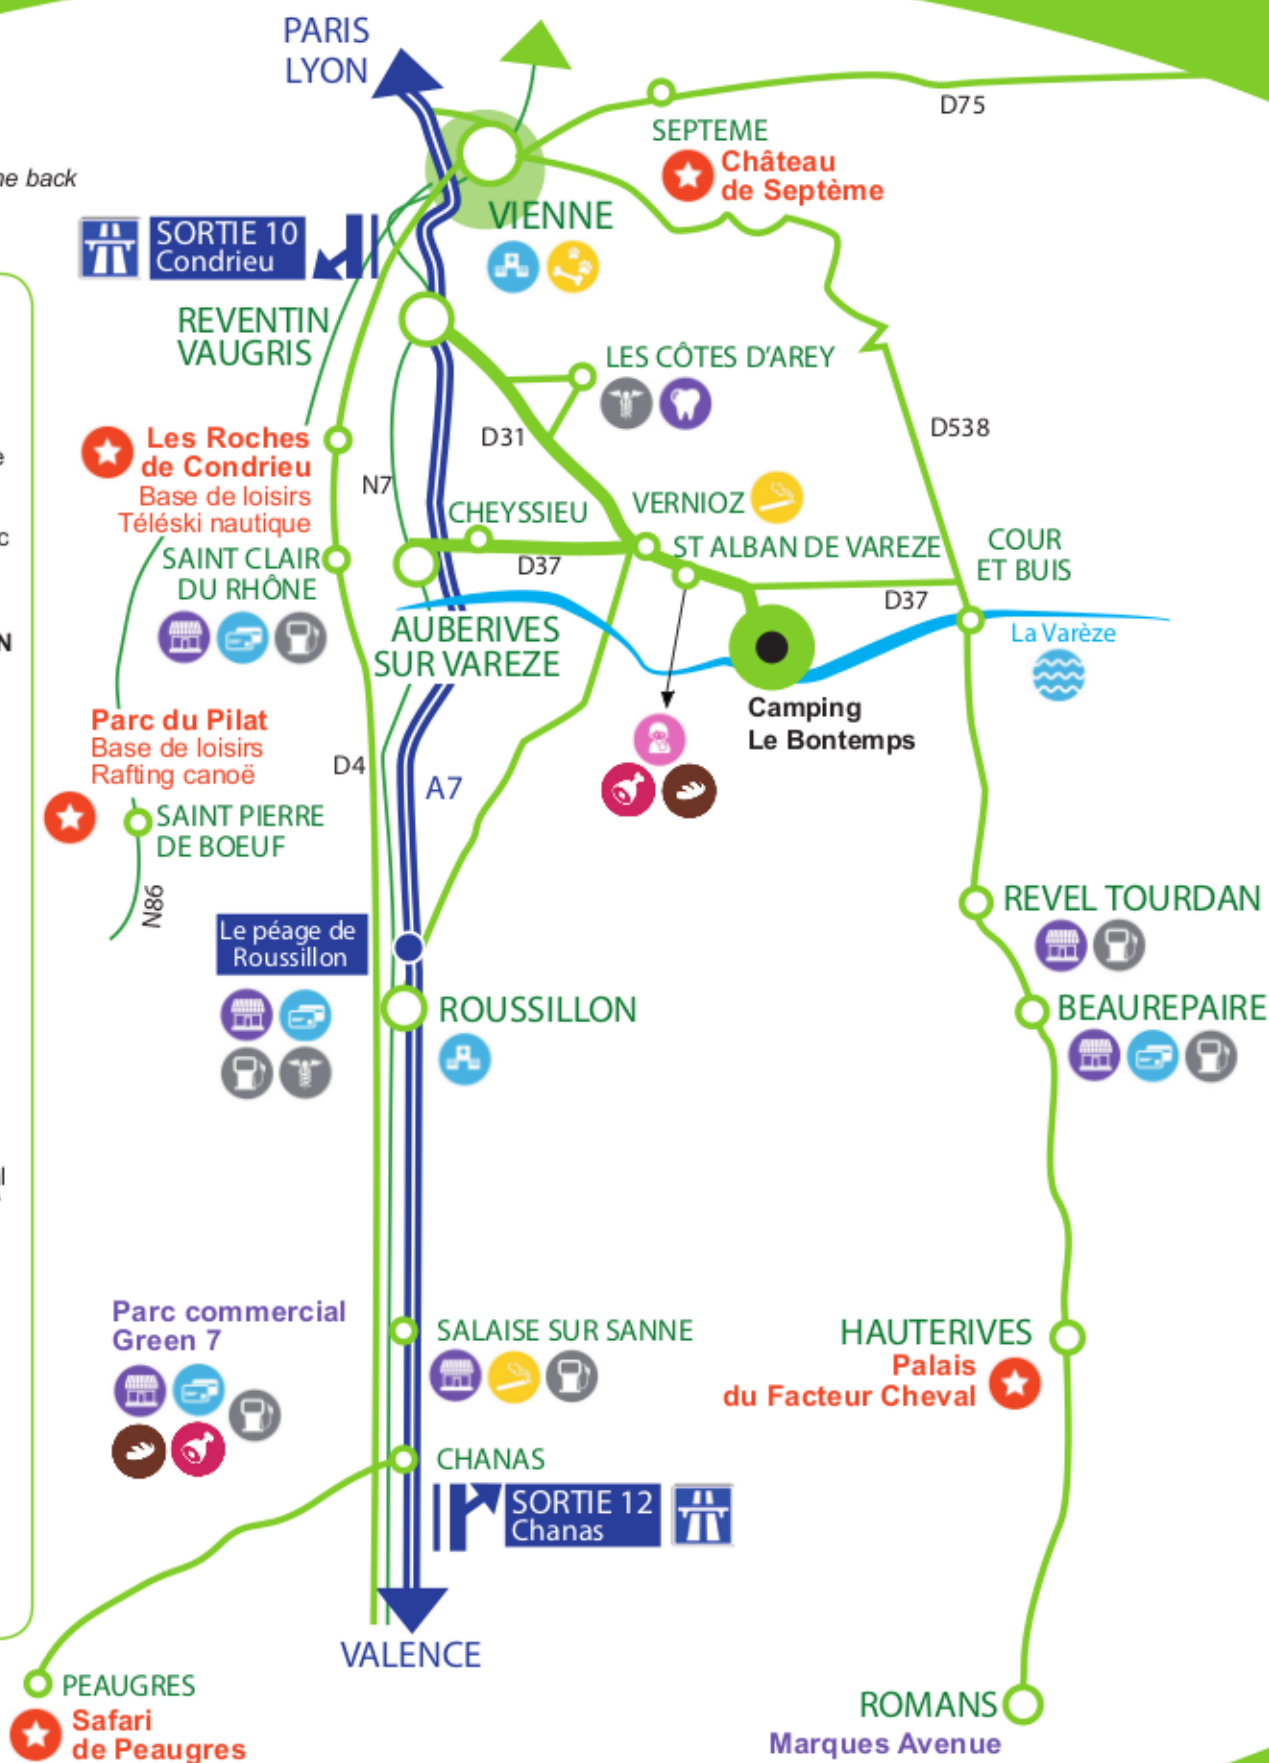 PARIS
LYON
D75
SEPTEME
Château
de Septème
ne back
SORTIE 10
Condrieu
VIENNE
REVENTIN
VAUGRIS
LES CÔTES D'AREY
D31
D538
Les Roches
de Condrieu
Base de loisirs
Téléski nautique
N7
CHEYSSIEU
VERNIOZ
ST ALBAN DE VAREZE
COUR
ET BUIS
SAINT CLAIR
DU RHÔNE
D37
D37
La Varèze
AUBERIVES
SUR VAREZE
N
Camping
Le Bontemps
Parc du Pilat
Base de loisirs
Rafting canoë
D4
A7
SAINT PIERRE
DE BOEUF
N86
REVEL TOURDAN
Le péage de
Roussillon
ROUSSILLON
BEAUREPAIRE
Parc commercial
Green 7
SALAISE SUR SANNE
HAUTERIVES
Palais
du Facteur Cheval
CHANAS
SORTIE 12
Chanas
VALENCE
PEAUGRES
Safari
de Peaugres
ROMANS
Marques Avenue